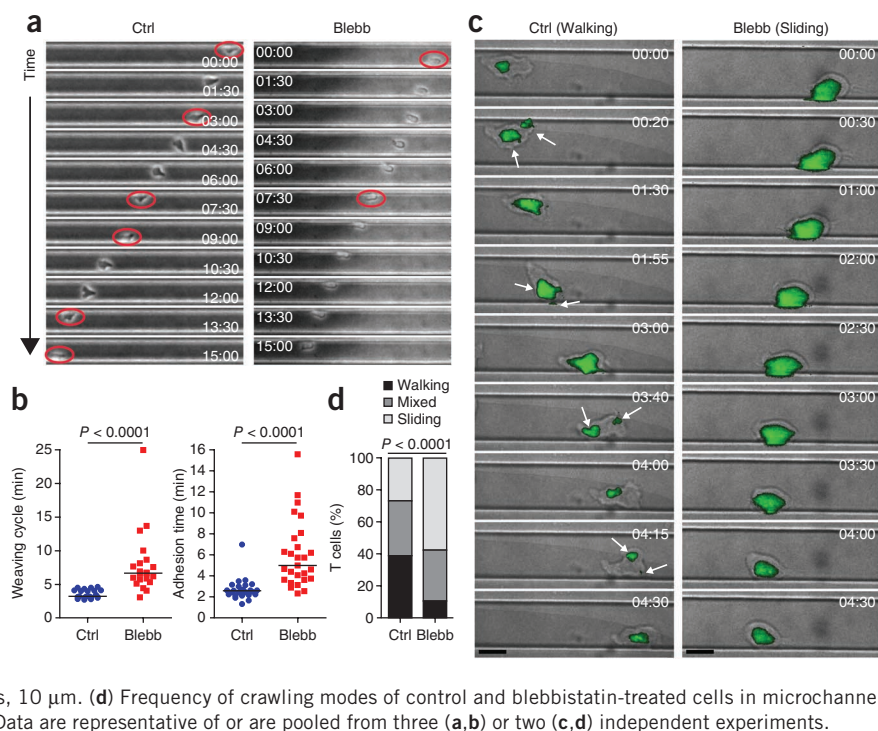 a
Ctrl
Blebb
Time
00:00
01:30
03:00
04:30
06:00
07:30
09:00
10:30
12:00
13:30
15:00
00:00
01:30
03:00
04:30
06:00
07:30
09:00
10:30
12:00
13:30
15:00
b
P < 0.0001
Weaving cycle (min)
25
20
15
10
5
0
Ctrl
Blebb
P < 0.0001
Adhesion time (min)
16
14
12
10
8
6
4
2
0
Ctrl
Blebb
d
Walking
Mixed
Sliding
P < 0.0001
T cells (%)
100
80
60
40
20
0
Ctrl
Blebb
c
Ctrl (Walking)
Blebb (Sliding)
00:00
00:20
01:30
01:55
03:00
03:40
04:00
04:15
04:30
00:00
00:30
01:00
02:00
02:30
03:00
03:30
04:00
04:30
s, 10 μm. (d) Frequency of crawling modes of control and blebbistatin-treated cells in microchanne
Data are representative of or are pooled from three (a,b) or two (c,d) independent experiments.